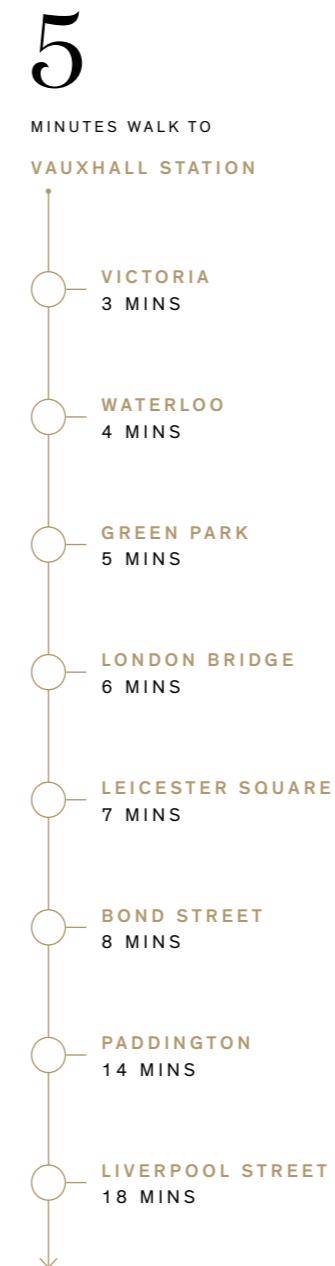 5
MINUTES WALK TO
VAUXHALL STATION
VICTORIA
3 MINS
WATERLOO
4 MINS
GREEN PARK
5 MINS
LONDON BRIDGE
6 MINS
LEICESTER SQUARE
7 MINS
BOND STREET
8 MINS
PADDINGTON
14 MINS
LIVERPOOL STREET
18 MINS